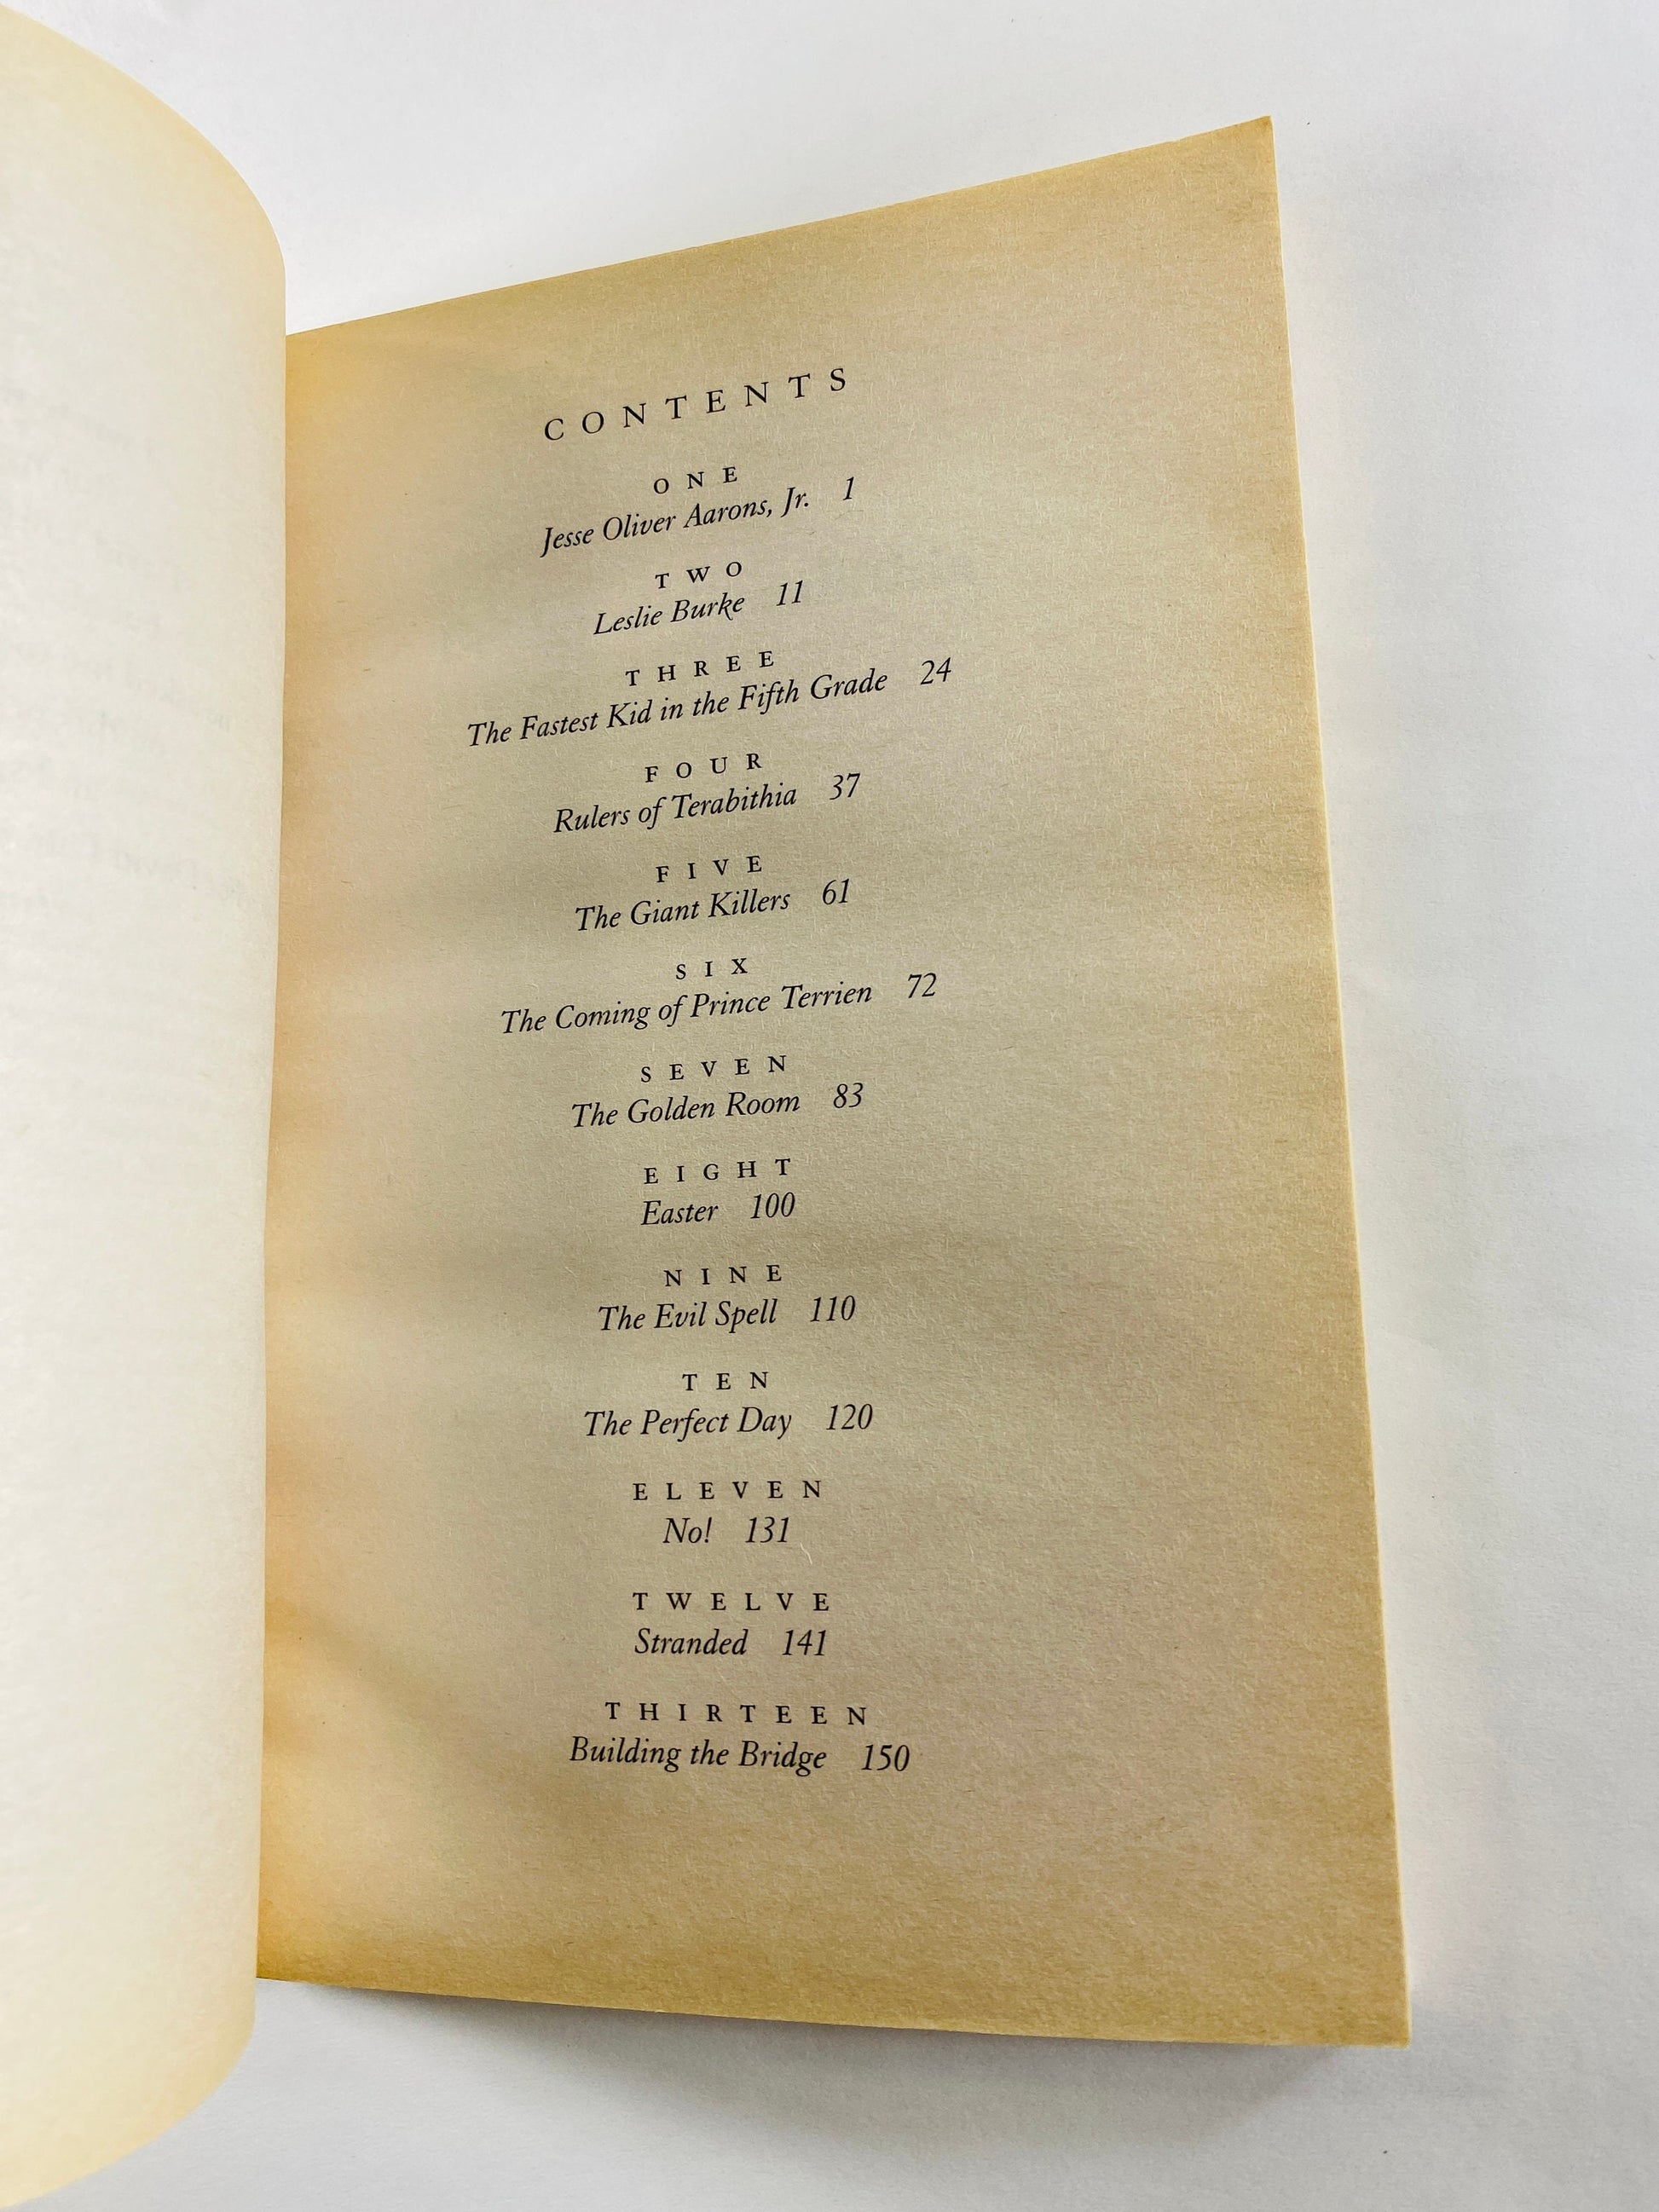 CONTENTS
ONE
Jesse Oliver Aarons, Jr. 1
TWO
Leslie Burke 11
THREE
The Fastest Kid in the Fifth Grade 24
FOUR
Rulers of Terabithia 37
FIVE
The Giant Killers 61
SIX
The Coming of Prince Terrien 72
SEVEN
The Golden Room 83
EIGHT
Easter 100
NINE
The Evil Spell 110
TEN
The Perfect Day 120
ELEVEN
No! 131
TWELVE
Stranded 141
THIRTEEN
Building the Bridge 150